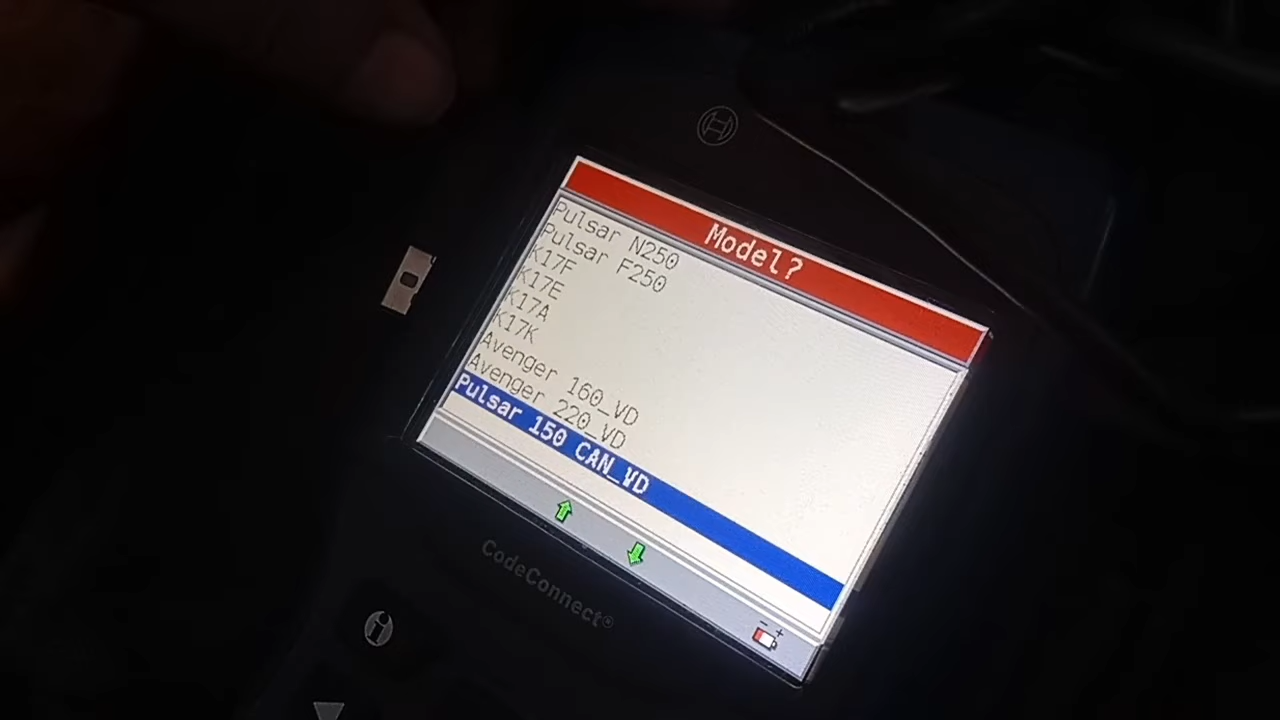 Model?
Pulsar N250
Pulsar F250
K17F
K17E
K17A
K17K
Avenger 160_VD
Avenger 220_VD
Pulsar 150 CAN_VD
CodeConnect®
i